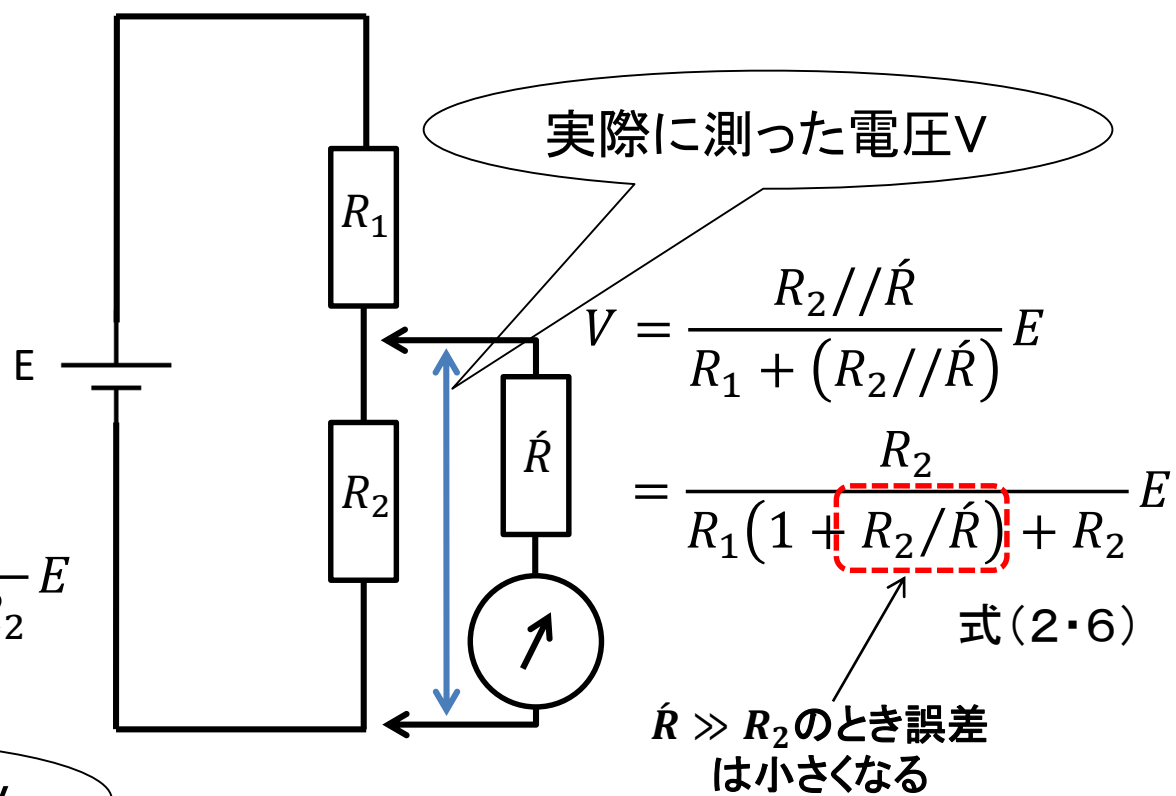 実際に測った電圧V
R₁
V = R₂//Ŕ / (R₁ + (R₂//Ŕ)) E
E
Ŕ
R₂
= R₂ / (R₁(1 + R₂/Ŕ) + R₂) E
E
₂
式(2・6)
Ŕ ≫ R₂のとき誤差
は小さくなる